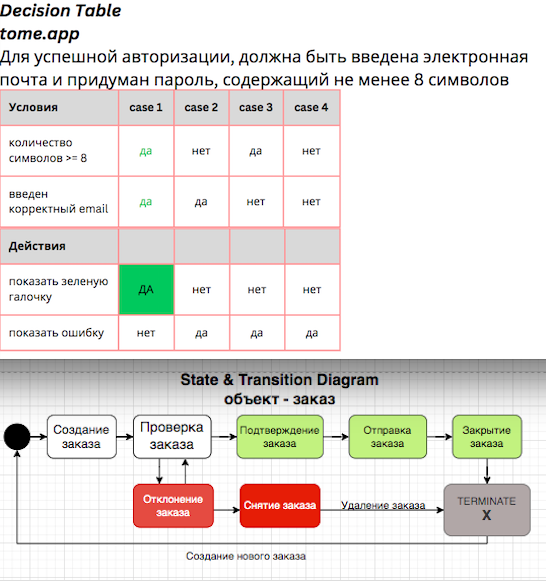 Decision Table
tome.app
Для успешной авторизации, должна быть введена электронная
почта и придуман пароль, содержащий не менее 8 символов
Условия case 1 case 2 case 3 case 4
количество
символов >= 8 да нет да нет
введен
корректный email да да нет нет
Действия
показать зеленую
галочку ДА нет нет нет
показать ошибку нет да да да
State & Transition Diagram
объект - заказ
Создание
заказа
Проверка
заказа
Подтверждение
заказа
Отправка
заказа
Закрытие
заказа
Отклонение
заказа
Снятие заказа
Удаление заказа
TERMINATE
X
Создание нового заказа